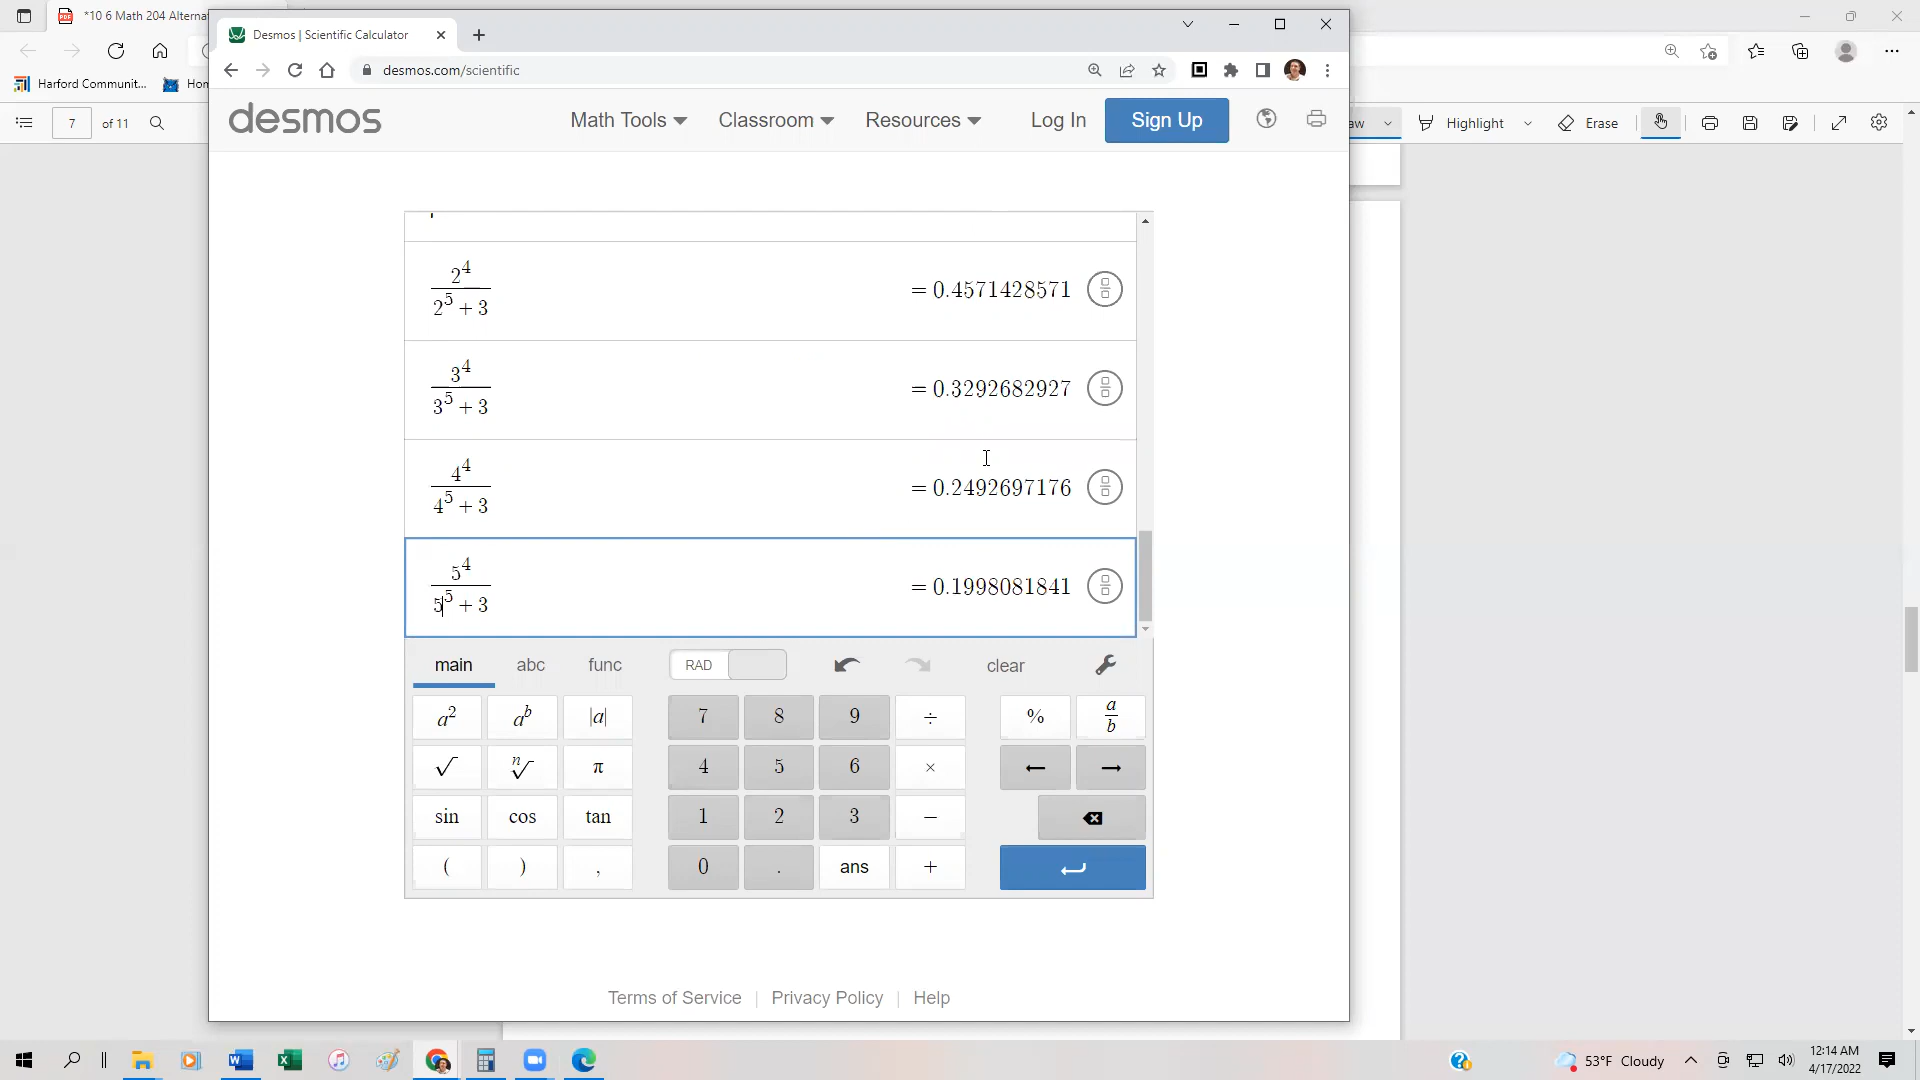 *10 6 Math 204 Alterna
Desmos | Scientific Calculator
desmos.com/scientific
Harford Communit...
Hon
7 of 11
aw
Highlight
Erase
desmos
Math Tools
Classroom
Resources
Log In
Sign Up
2^4 / (2^5 + 3) = 0.4571428571
3^4 / (3^5 + 3) = 0.3292682927
4^4 / (4^5 + 3) = 0.2492697176
5^4 / (5^5 + 3) = 0.1998081841
main abc func RAD clear
a² a^b |a| 7 8 9 ÷ % a/b
√ ⁿ√ π 4 5 6 × ← →
sin cos tan 1 2 3 −
( ) , 0 . ans +
Terms of Service | Privacy Policy | Help
53°F Cloudy
12:14 AM
4/17/2022